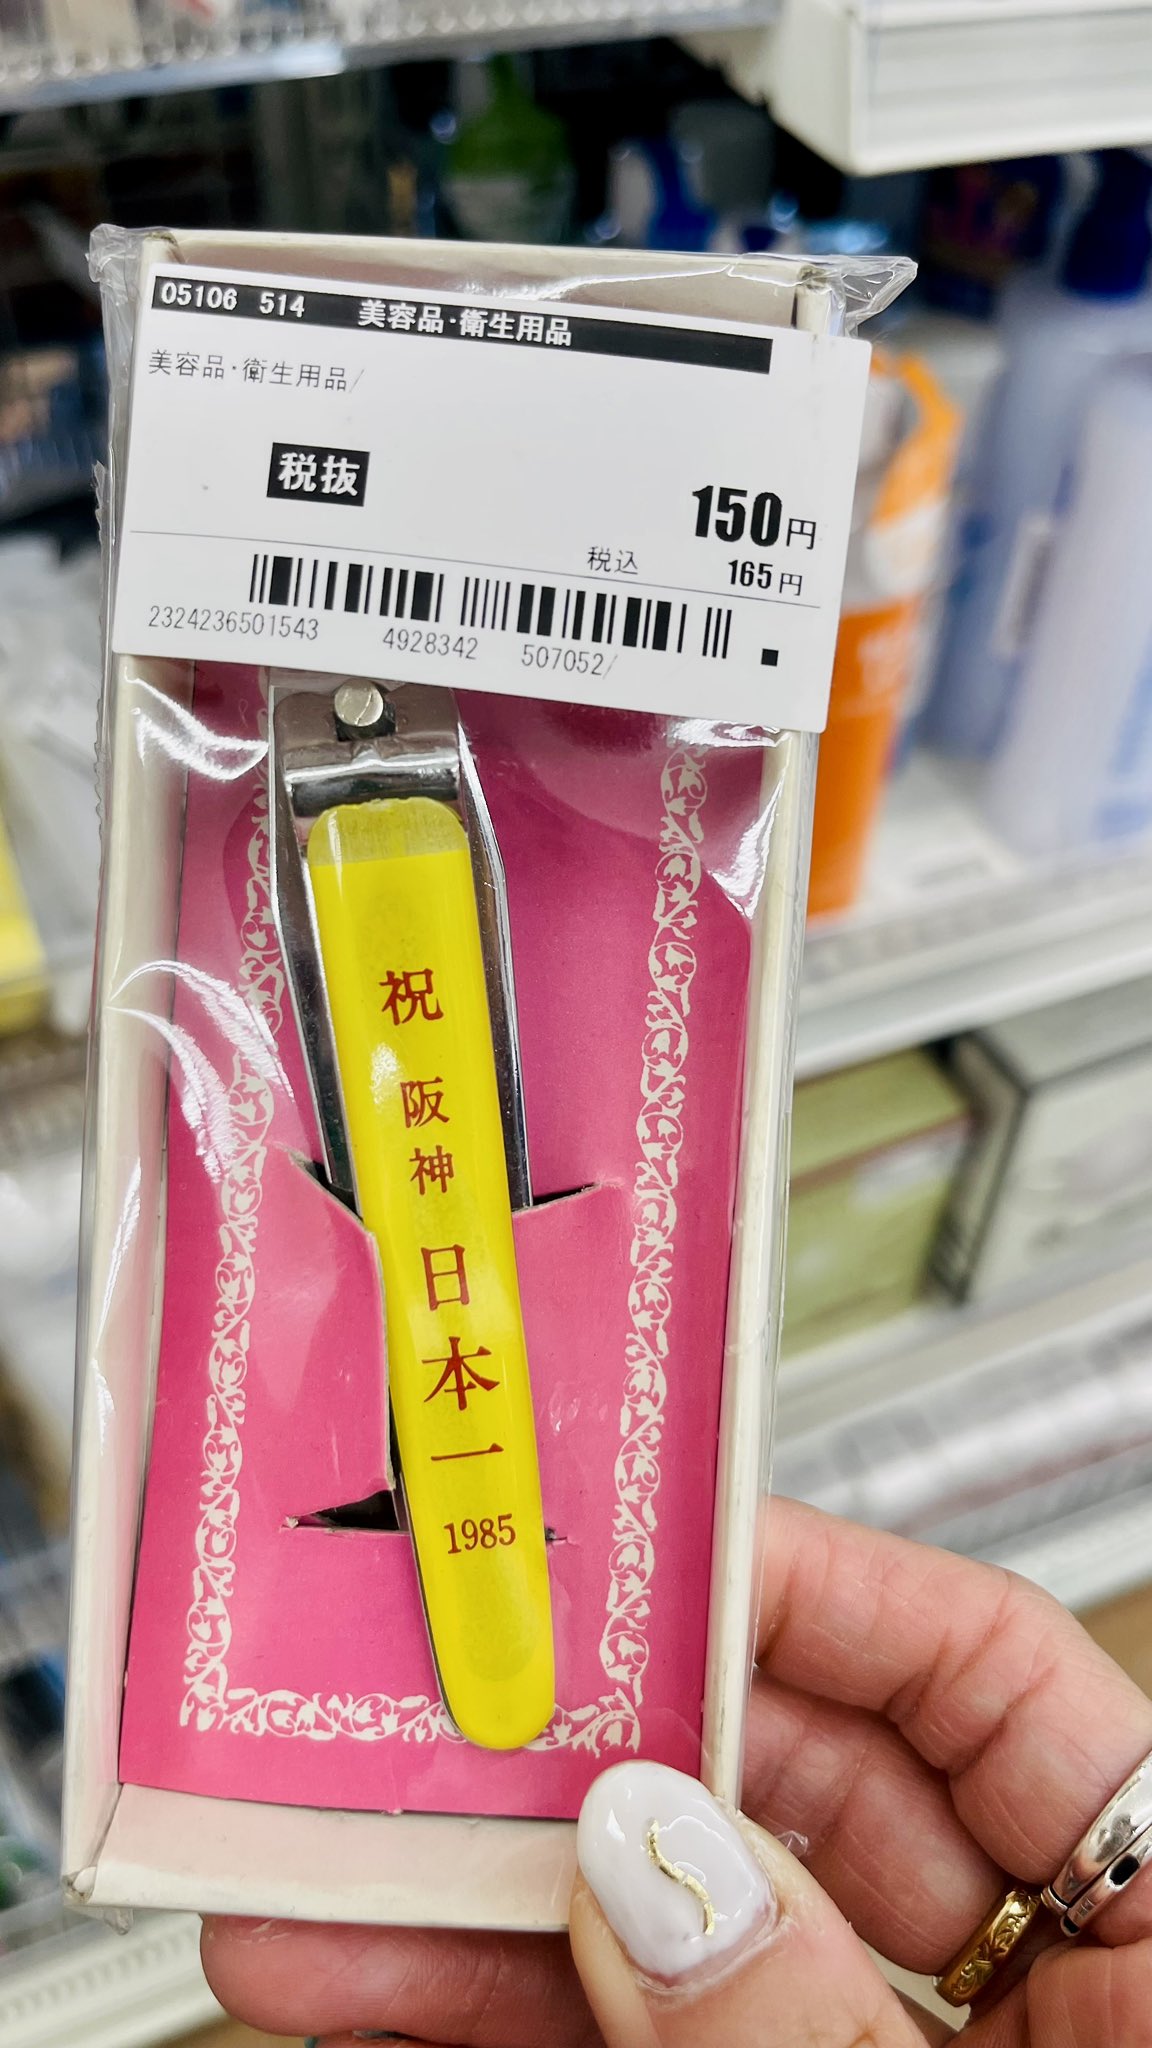 05106 514 美容品・衛生用品
美容品・衛生用品/
税抜
150円
税込 165円
2324236501543 4928342 507052/
祝 阪神 日本一
1985